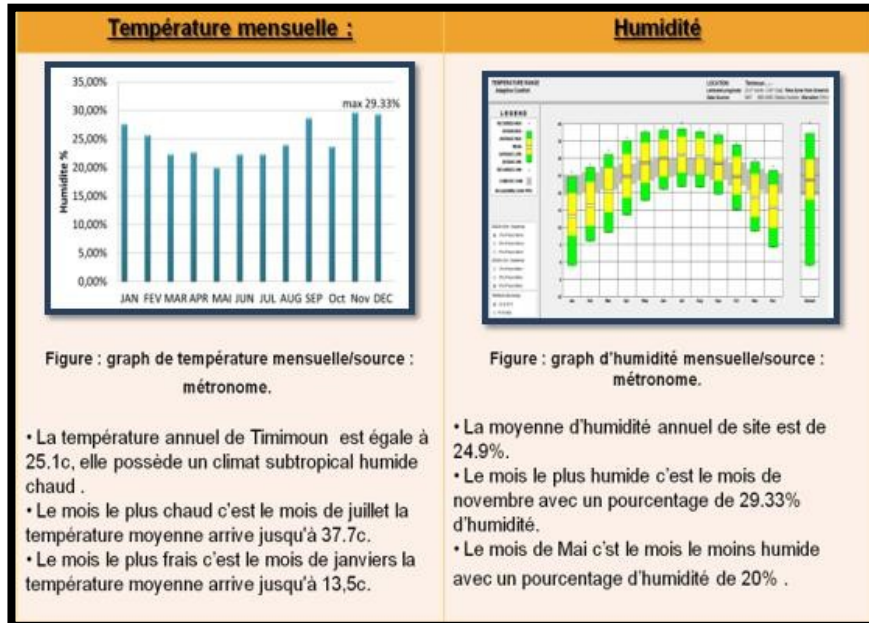 Température mensuelle :
35,00%
30,00%
25,00%
20,00%
15,00%
10,00%
5,00%
0,00%
Humidite %
max 29.33%
JAN FEV MAR APR MAI JUN JUL AUG SEP Oct Nov DEC
Figure : graph de température mensuelle/source :
métronome.
• La température annuel de Timimoun est égale à
25.1c, elle possède un climat subtropical humide
chaud .
• Le mois le plus chaud c'est le mois de juillet la
température moyenne arrive jusqu'à 37.7c.
• Le mois le plus frais c'est le mois de janviers la
température moyenne arrive jusqu'à 13,5c.
Humidité
TEMPERATURE RANGE
Adaptive Comfort
LOCATION:
LEGEND
Figure : graph d'humidité mensuelle/source :
métronome.
• La moyenne d'humidité annuel de site est de
24.9%.
• Le mois le plus humide c'est le mois de
novembre avec un pourcentage de 29.33%
d'humidité.
• Le mois de Mai c'st le mois le moins humide
avec un pourcentage d'humidité de 20% .